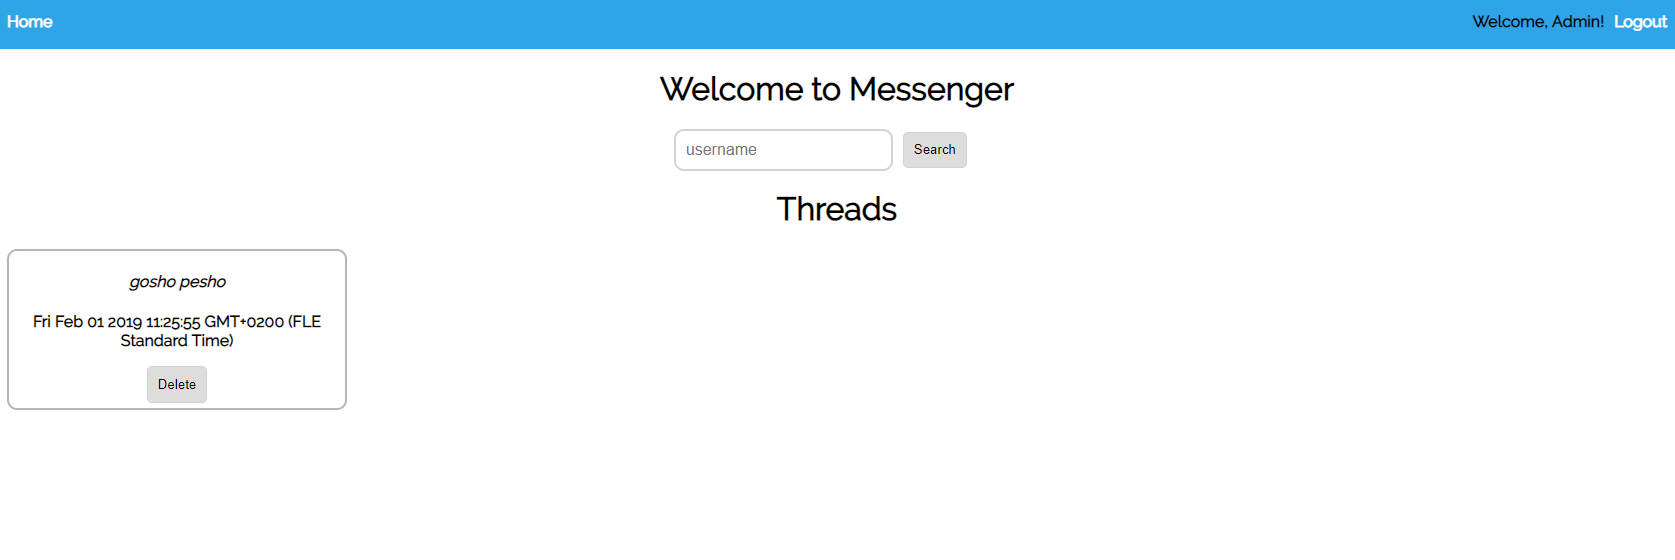 Home
Welcome, Admin! Logout
Welcome to Messenger
username
Search
Threads
gosho pesho
Fri Feb 01 2019 11:25:55 GMT+0200 (FLE
Standard Time)
Delete